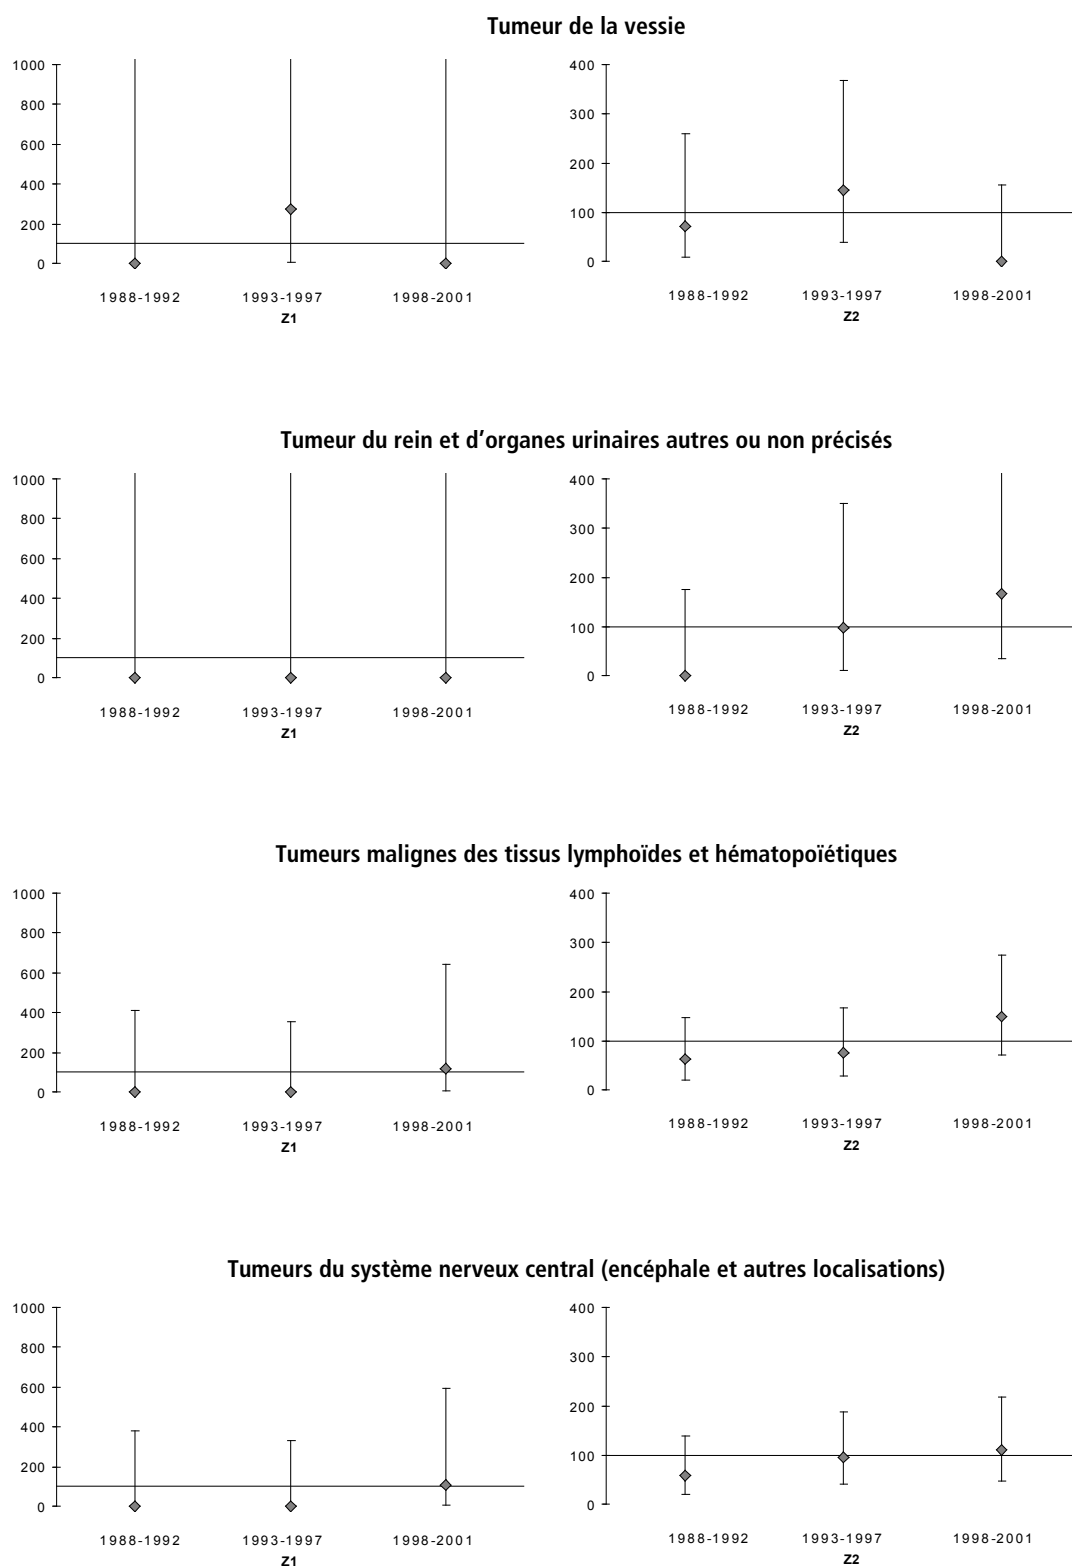 Tumeur de la vessie
1000
800
600
400
200
0
1988-1992 1993-1997 1998-2001
Z1
400
300
200
100
0
1988-1992 1993-1997 1998-2001
Z2
Tumeur du rein et d'organes urinaires autres ou non précisés
1000
800
600
400
200
0
1988-1992 1993-1997 1998-2001
Z1
400
300
200
100
0
1988-1992 1993-1997 1998-2001
Z2
Tumeurs malignes des tissus lymphoïdes et hématopoïétiques
1000
800
600
400
200
0
1988-1992 1993-1997 1998-2001
Z1
400
300
200
100
0
1988-1992 1993-1997 1998-2001
Z2
Tumeurs du système nerveux central (encéphale et autres localisations)
1000
800
600
400
200
0
1988-1992 1993-1997 1998-2001
Z1
400
300
200
100
0
1988-1992 1993-1997 1998-2001
Z2